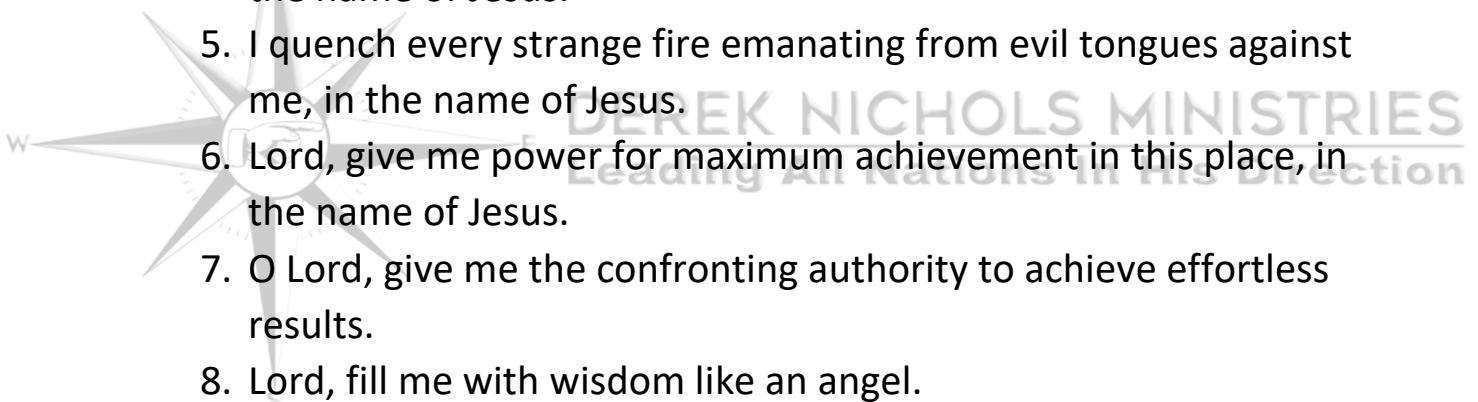 the name of Jesus.
5. I quench every strange fire emanating from evil tongues against
me, in the name of Jesus.
DEREK NICHOLS MINISTRIES
W
E
6. Lord, give me power for maximum achievement in this place, in
Leading All Nations In His Direction
the name of Jesus.
7. O Lord, give me the confronting authority to achieve effortless
results.
8. Lord, fill me with wisdom like an angel.